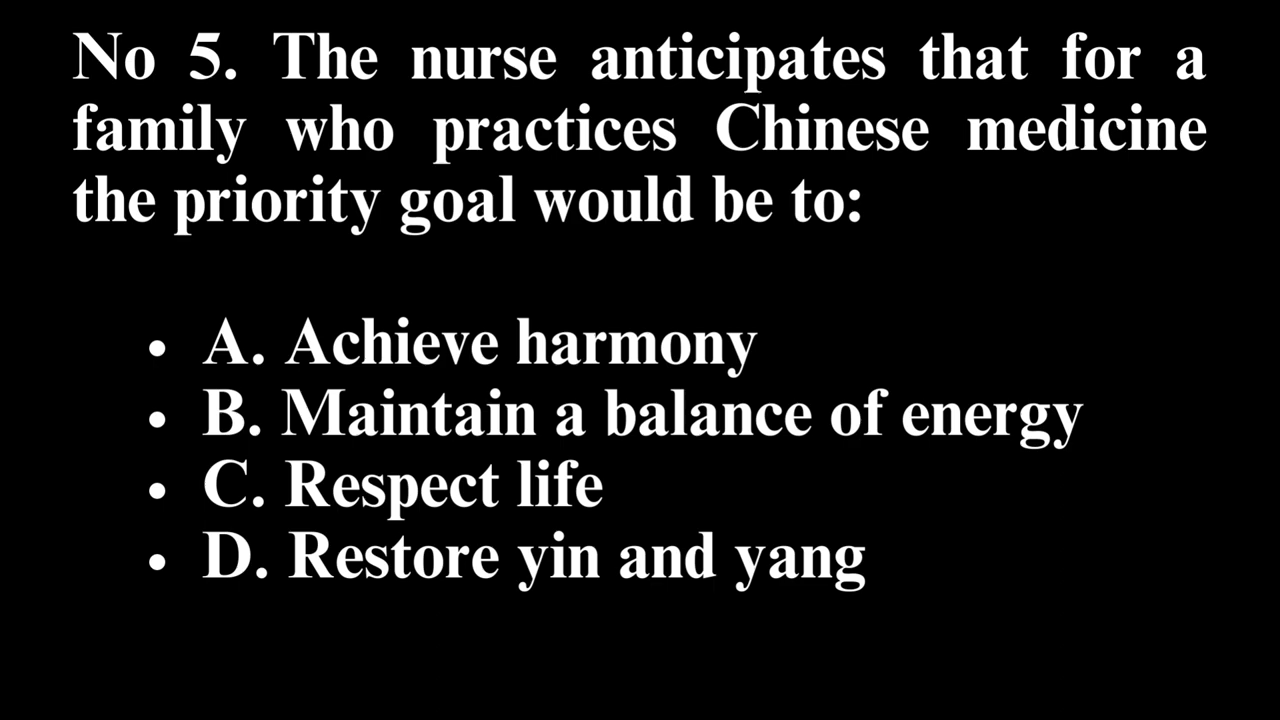 No 5. The nurse anticipates that for a
family who practices Chinese medicine
the priority goal would be to:
• A. Achieve harmony
• B. Maintain a balance of energy
• C. Respect life
• D. Restore yin and yang